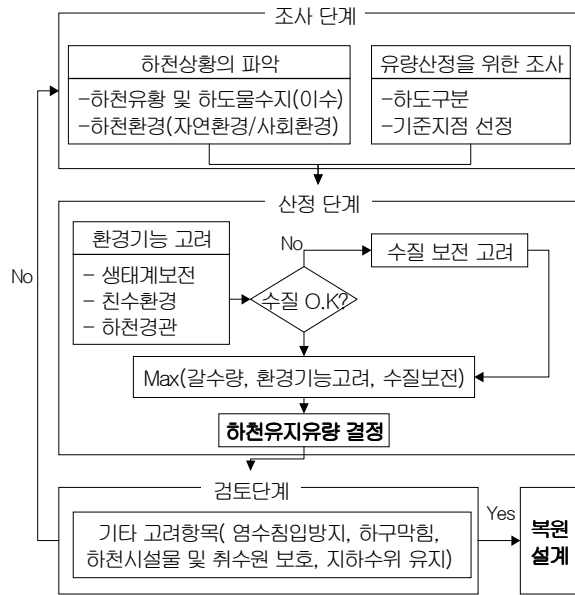 조사 단계
하천상황의 파악
-하천유황 및 하도물수지(이수)
-하천환경(자연환경/사회환경)
유량산정을 위한 조사
-하도구분
-기준지점 선정
산정 단계
환경기능 고려
- 생태계보전
- 친수환경
- 하천경관
No
수질 O.K?
수질 보전 고려
No
Max(갈수량, 환경기능고려, 수질보전)
하천유지유량 결정
검토단계
기타 고려항목( 염수침입방지, 하구막힘,
하천시설물 및 취수원 보호, 지하수위 유지)
Yes
복원
설계